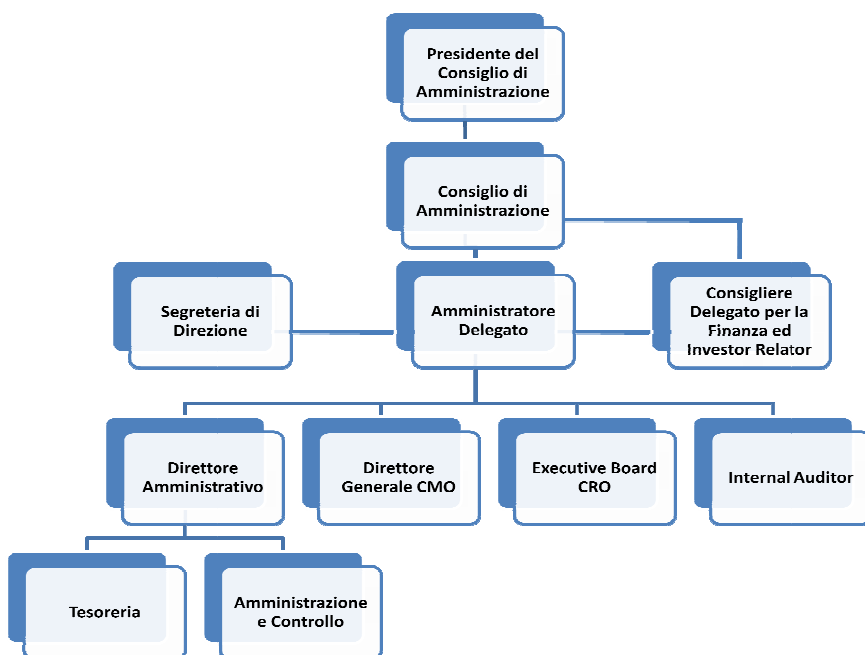 Presidente del
Consiglio di
Amministrazione
Consiglio di
Amministrazione
Segreteria di
Direzione
Amministratore
Delegato
Consigliere
Delegato per la
Finanza ed
Investor Relator
Direttore
Amministrativo
Direttore
Generale CMO
Executive Board
CRO
Internal Auditor
Tesoreria
Amministrazione
e Controllo